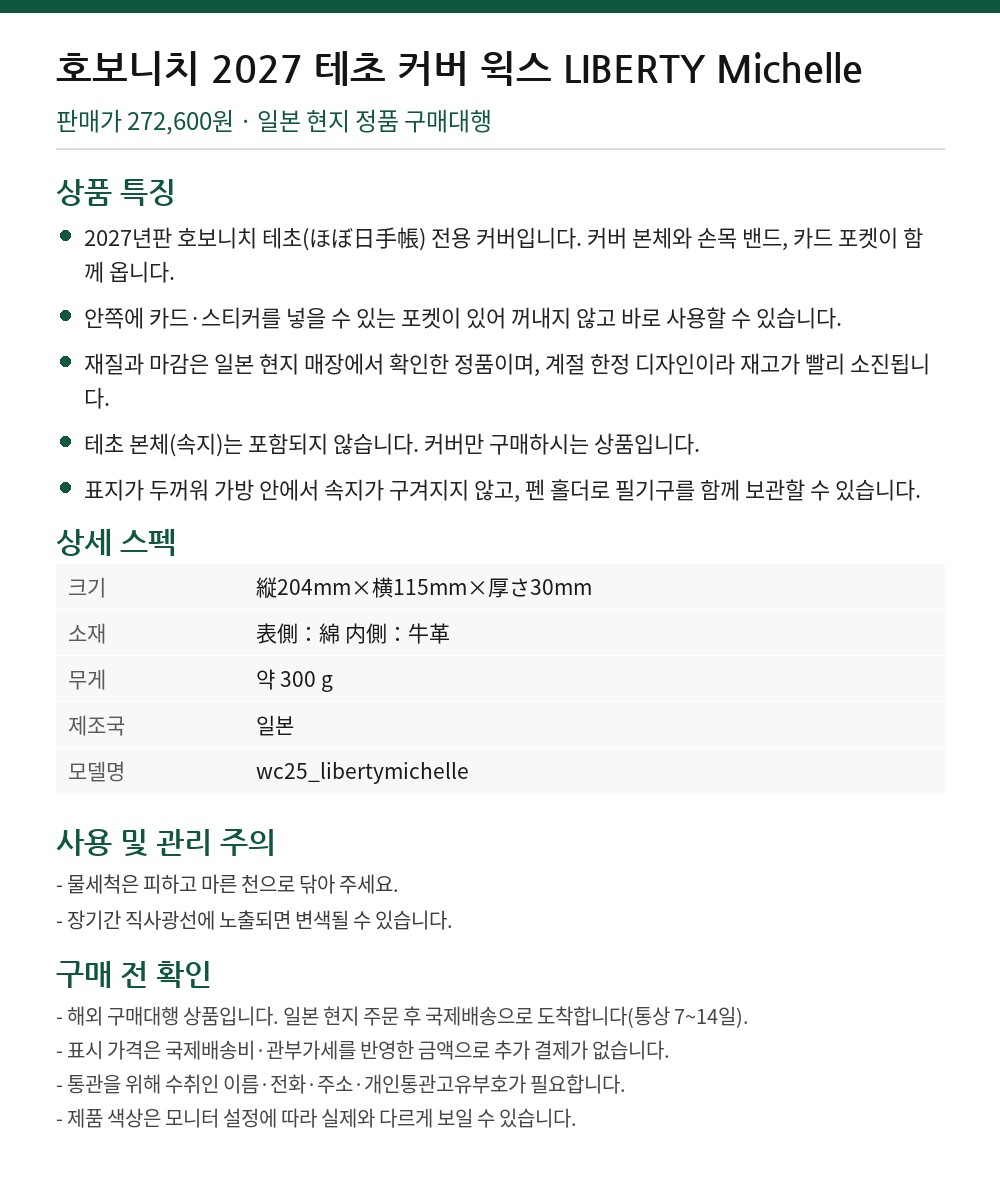 호보니치 2027 테초 커버 윅스 LIBERTY Michelle
판매가 272,600원 · 일본 현지 정품 구매대행
상품 특징
● 2027년판 호보니치 테초(ほぼ日手帳) 전용 커버입니다. 커버 본체와 손목 밴드, 카드 포켓이 함
께 옵니다.
● 안쪽에 카드·스티커를 넣을 수 있는 포켓이 있어 꺼내지 않고 바로 사용할 수 있습니다.
● 재질과 마감은 일본 현지 매장에서 확인한 정품이며, 계절 한정 디자인이라 재고가 빨리 소진됩니
다.
● 테초 본체(속지)는 포함되지 않습니다. 커버만 구매하시는 상품입니다.
● 표지가 두꺼워 가방 안에서 속지가 구겨지지 않고, 펜 홀더로 필기구를 함께 보관할 수 있습니다.
상세 스펙
크기 縦204mm×横115mm×厚さ30mm
소재 表側：綿 内側：牛革
무게 약 300 g
제조국 일본
모델명 wc25_libertymichelle
사용 및 관리 주의
- 물세척은 피하고 마른 천으로 닦아 주세요.
- 장기간 직사광선에 노출되면 변색될 수 있습니다.
구매 전 확인
- 해외 구매대행 상품입니다. 일본 현지 주문 후 국제배송으로 도착합니다(통상 7~14일).
- 표시 가격은 국제배송비·관부가세를 반영한 금액으로 추가 결제가 없습니다.
- 통관을 위해 수취인 이름·전화·주소·개인통관고유부호가 필요합니다.
- 제품 색상은 모니터 설정에 따라 실제와 다르게 보일 수 있습니다.